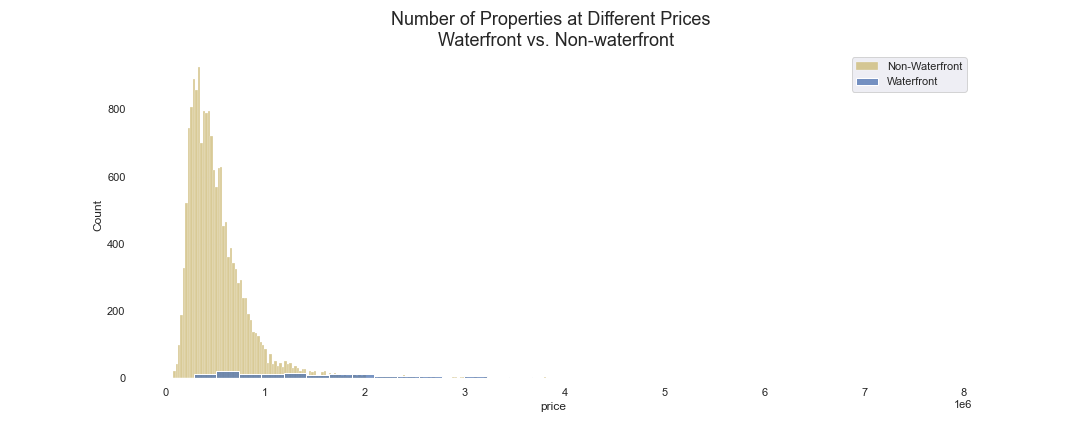 Number of Properties at Different Prices
Waterfront vs. Non-waterfront
Non-Waterfront
Waterfront
800
600
400
200
0
Count
0 1 2 3 4 5 6 7 8
1e6
price